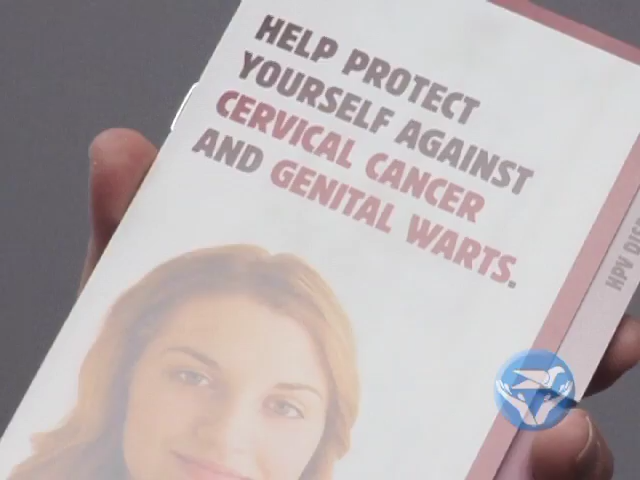 HELP PROTECT
YOURSELF AGAINST
CERVICAL CANCER
AND GENITAL WARTS.
HPV